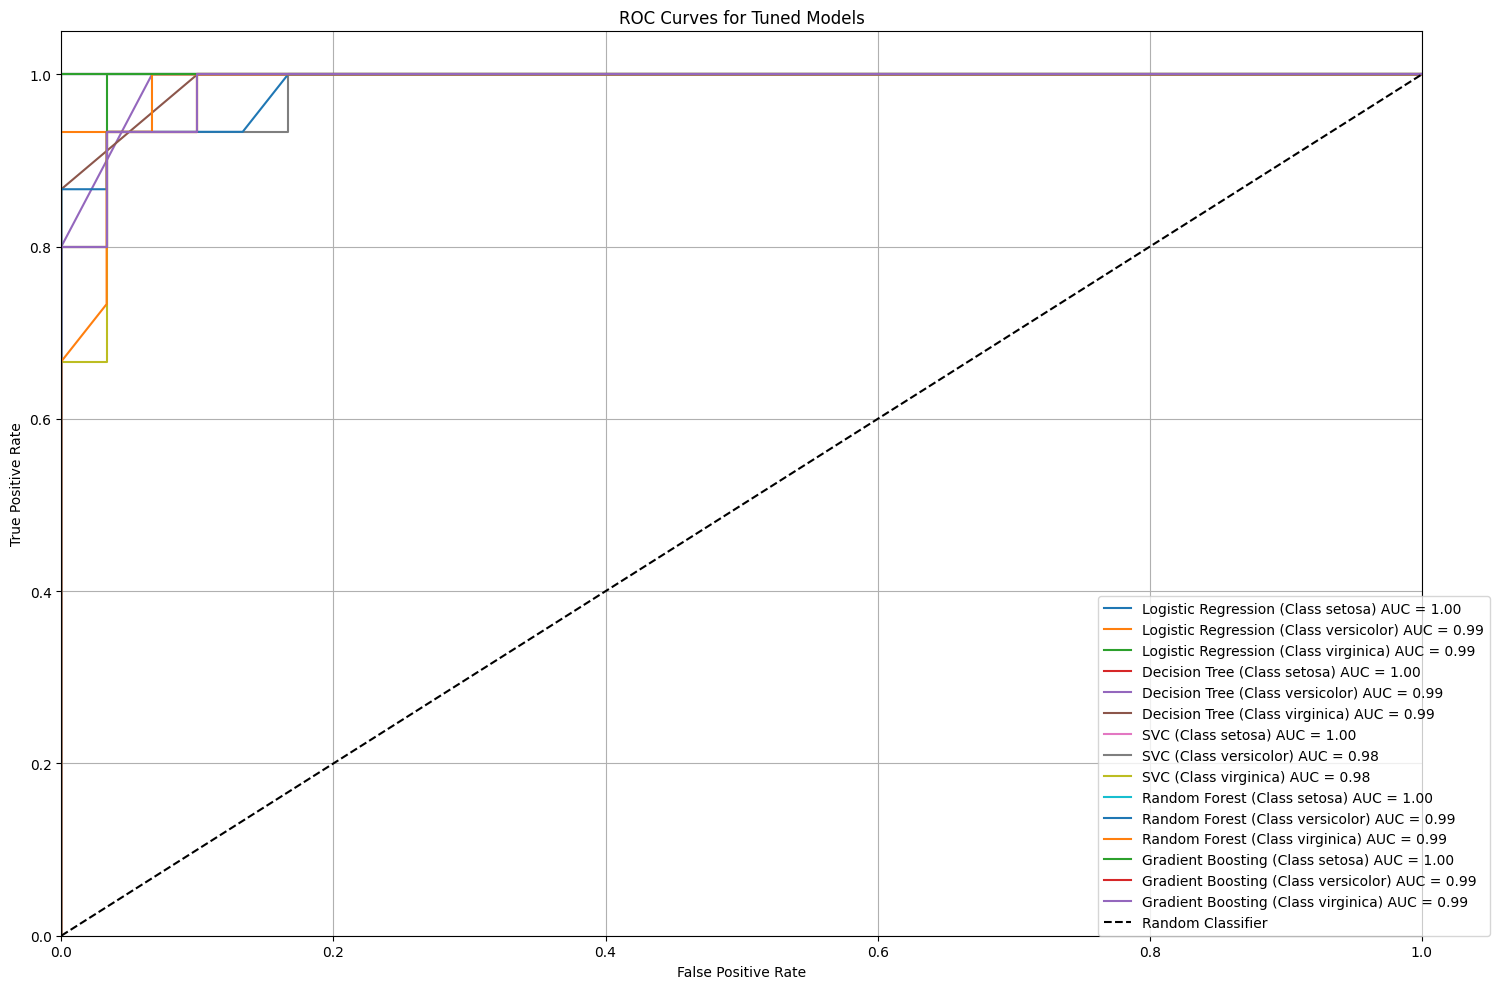 ROC Curves for Tuned Models
True Positive Rate
1.0
0.8
0.6
0.4
0.2
0.0
Logistic Regression (Class setosa) AUC = 1.00
Logistic Regression (Class versicolor) AUC = 0.99
Logistic Regression (Class virginica) AUC = 0.99
Decision Tree (Class setosa) AUC = 1.00
Decision Tree (Class versicolor) AUC = 0.99
Decision Tree (Class virginica) AUC = 0.99
SVC (Class setosa) AUC = 1.00
SVC (Class versicolor) AUC = 0.98
SVC (Class virginica) AUC = 0.98
Random Forest (Class setosa) AUC = 1.00
Random Forest (Class versicolor) AUC = 0.99
Random Forest (Class virginica) AUC = 0.99
Gradient Boosting (Class setosa) AUC = 1.00
Gradient Boosting (Class versicolor) AUC = 0.99
Gradient Boosting (Class virginica) AUC = 0.99
Random Classifier
0.0 0.2 0.4 0.6 0.8 1.0
False Positive Rate